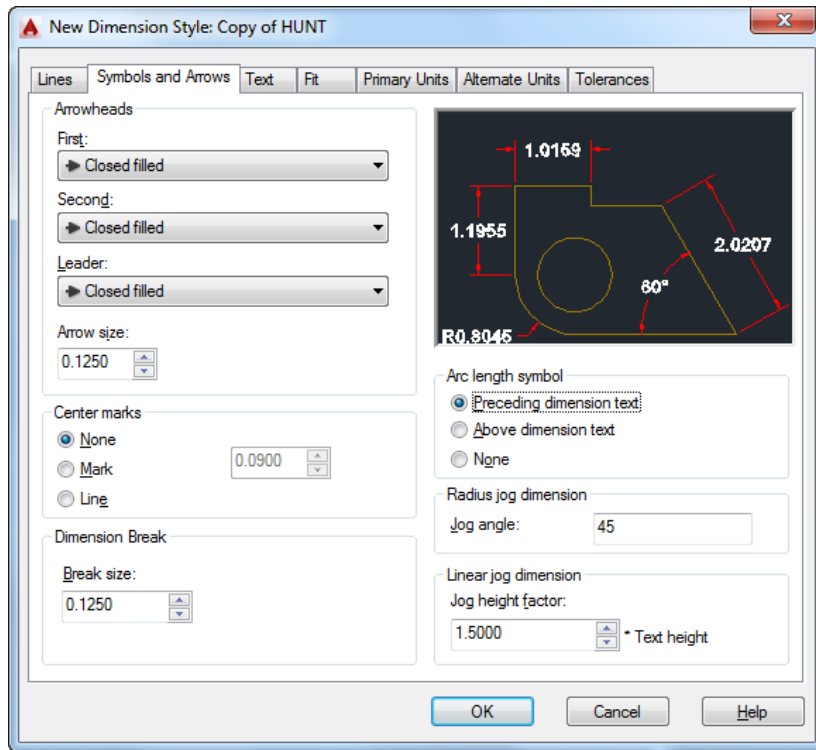 New Dimension Style: Copy of HUNT
Lines Symbols and Arrows Text Fit Primary Units Alternate Units Tolerances
Arrowheads
First:
Closed filled
Second:
Closed filled
Leader:
Closed filled
Arrow size:
0.1250
Center marks
None
Mark
0.0900
Line
Dimension Break
Break size:
0.1250
1.0159
1.1955
2.0207
60°
R0.8045
Arc length symbol
Preceding dimension text
Above dimension text
None
Radius jog dimension
Jog angle:
45
Linear jog dimension
Jog height factor:
1.5000
* Text height
OK Cancel Help